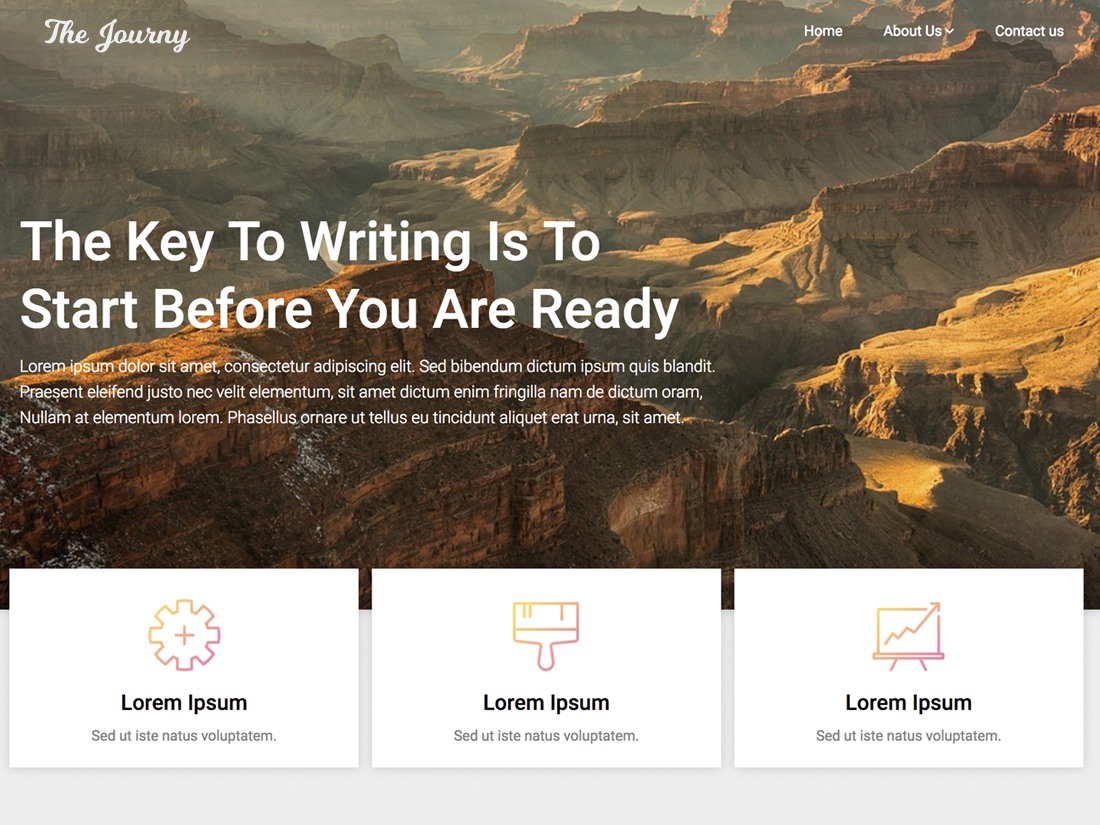 The Journy
Home About Us Contact us
The Key To Writing Is To
Start Before You Are Ready
Lorem ipsum dolor sit amet, consectetur adipiscing elit. Sed bibendum dictum ipsum quis blandit.
Praesent eleifend justo nec velit elementum, sit amet dictum enim fringilla nam de dictum oram,
Nullam at elementum lorem. Phasellus ornare ut tellus eu tincidunt aliquet erat urna, sit amet.
Lorem Ipsum
Sed ut iste natus voluptatem.
Lorem Ipsum
Sed ut iste natus voluptatem.
Lorem Ipsum
Sed ut iste natus voluptatem.